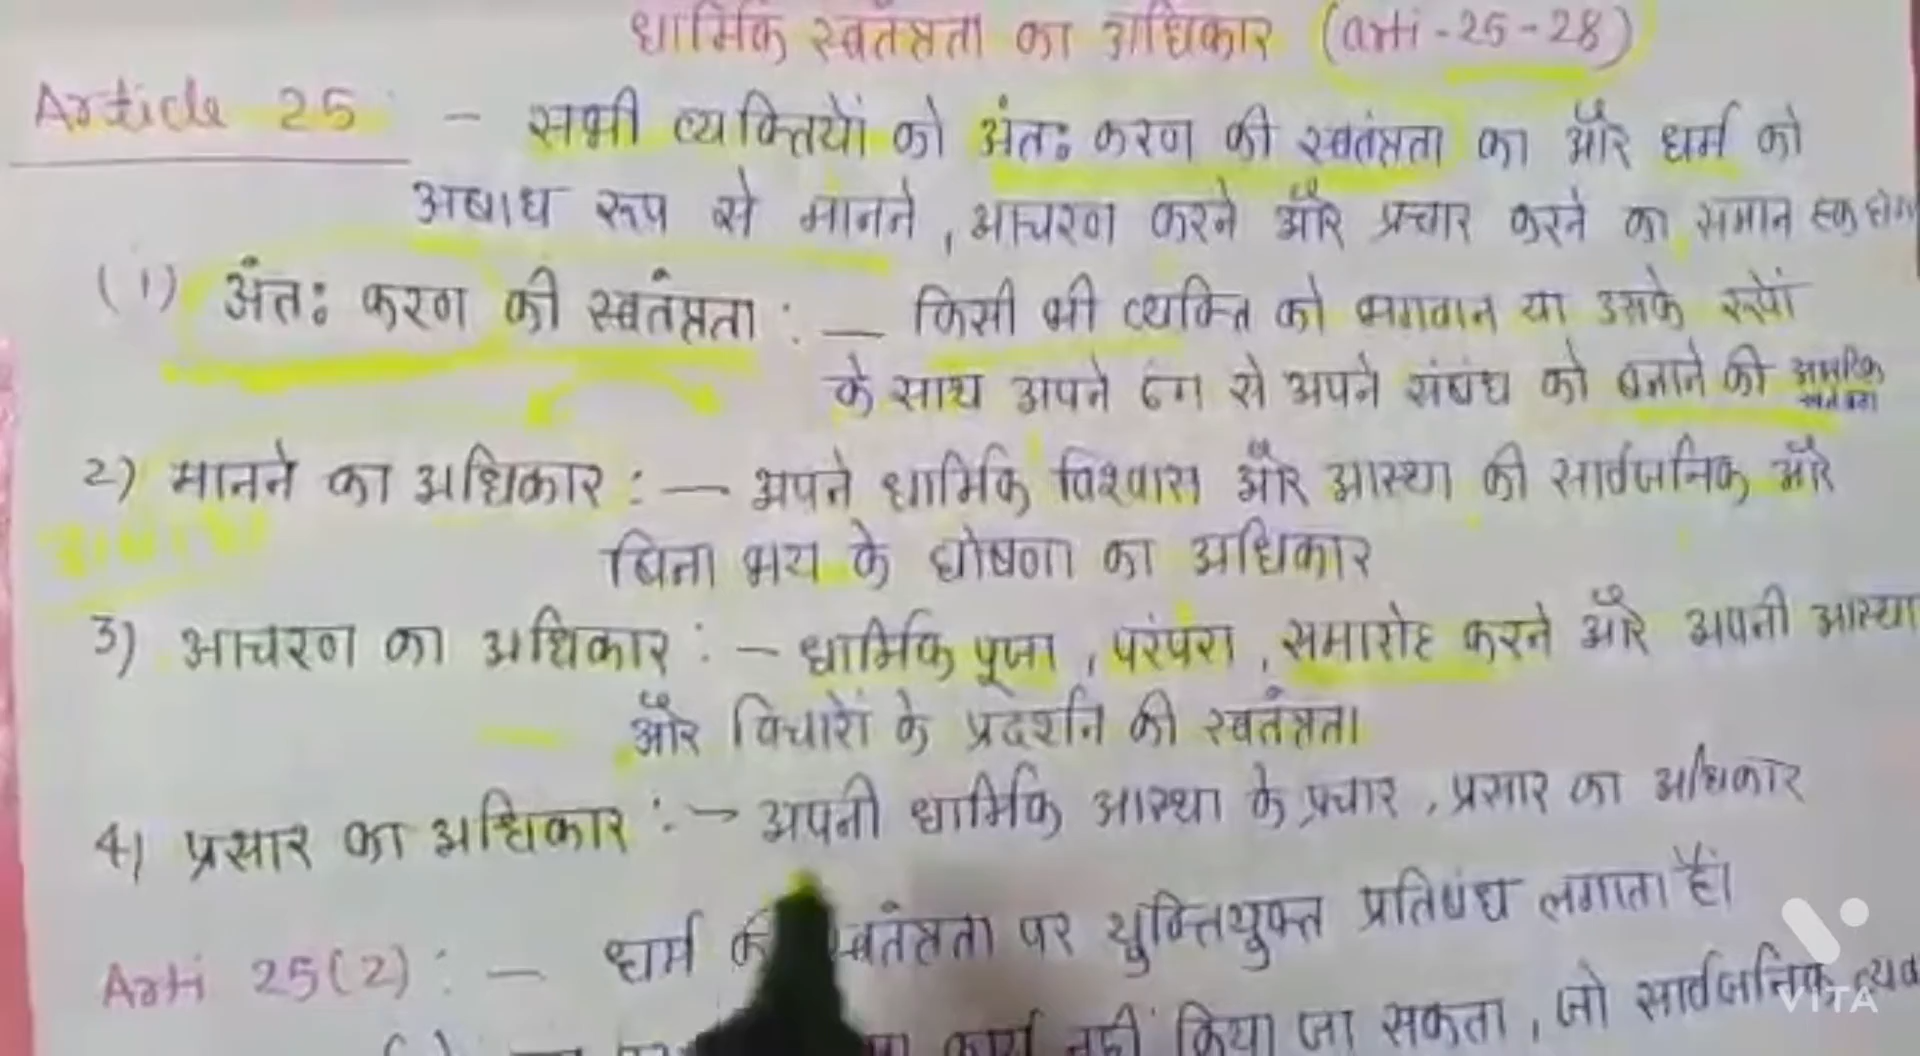 धार्मिक स्वतंत्रता का अधिकार (arti-25-28)
Article 25 - सभी व्यक्तियों को अंतः करण की स्वतंत्रता का और धर्म को
अबाध रूप से मानने, आचरण करने और प्रचार करने का समान हक होगा
(1) अंतः करण की स्वतंत्रता :- किसी भी व्यक्ति को भगवान या उसके रूपों
के साथ अपने ढंग से अपने संबंध को बनाने की आंतरिक
स्वतंत्रता
2) मानने का अधिकार :- अपने धार्मिक विश्वास और आस्था की सार्वजनिक और
बिना भय के घोषणा का अधिकार
3) आचरण का अधिकार :- धार्मिक पूजा, परंपरा, समारोह करने और अपनी आस्था
और विचारों के प्रदर्शन की स्वतंत्रता
4) प्रसार का अधिकार :- अपनी धार्मिक आस्था के प्रचार, प्रसार का अधिकार
Arti 25(2) :- धर्म की स्वतंत्रता पर युक्तियुक्त प्रतिबंध लगाता है।
कार्य नहीं किया जा सकता, जो सार्वजनिक
VITA